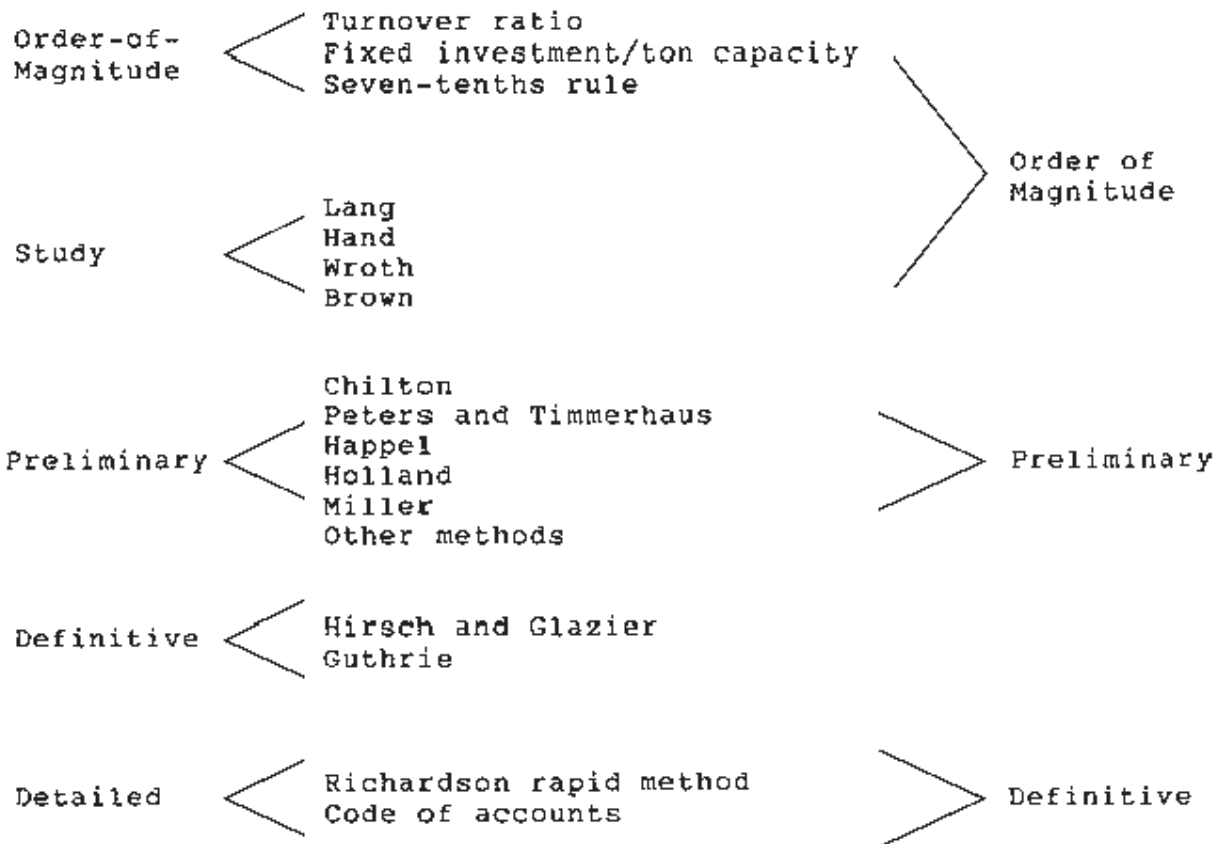 Order-of-
Magnitude
Turnover ratio
Fixed investment/ton capacity
Seven-tenths rule
Order of
Magnitude
Study
Lang
Hand
Wroth
Brown
Preliminary
Chilton
Peters and Timmerhaus
Happel
Holland
Miller
Other methods
Preliminary
Definitive
Hirsch and Glazier
Guthrie
Detailed
Richardson rapid method
Code of accounts
Definitive